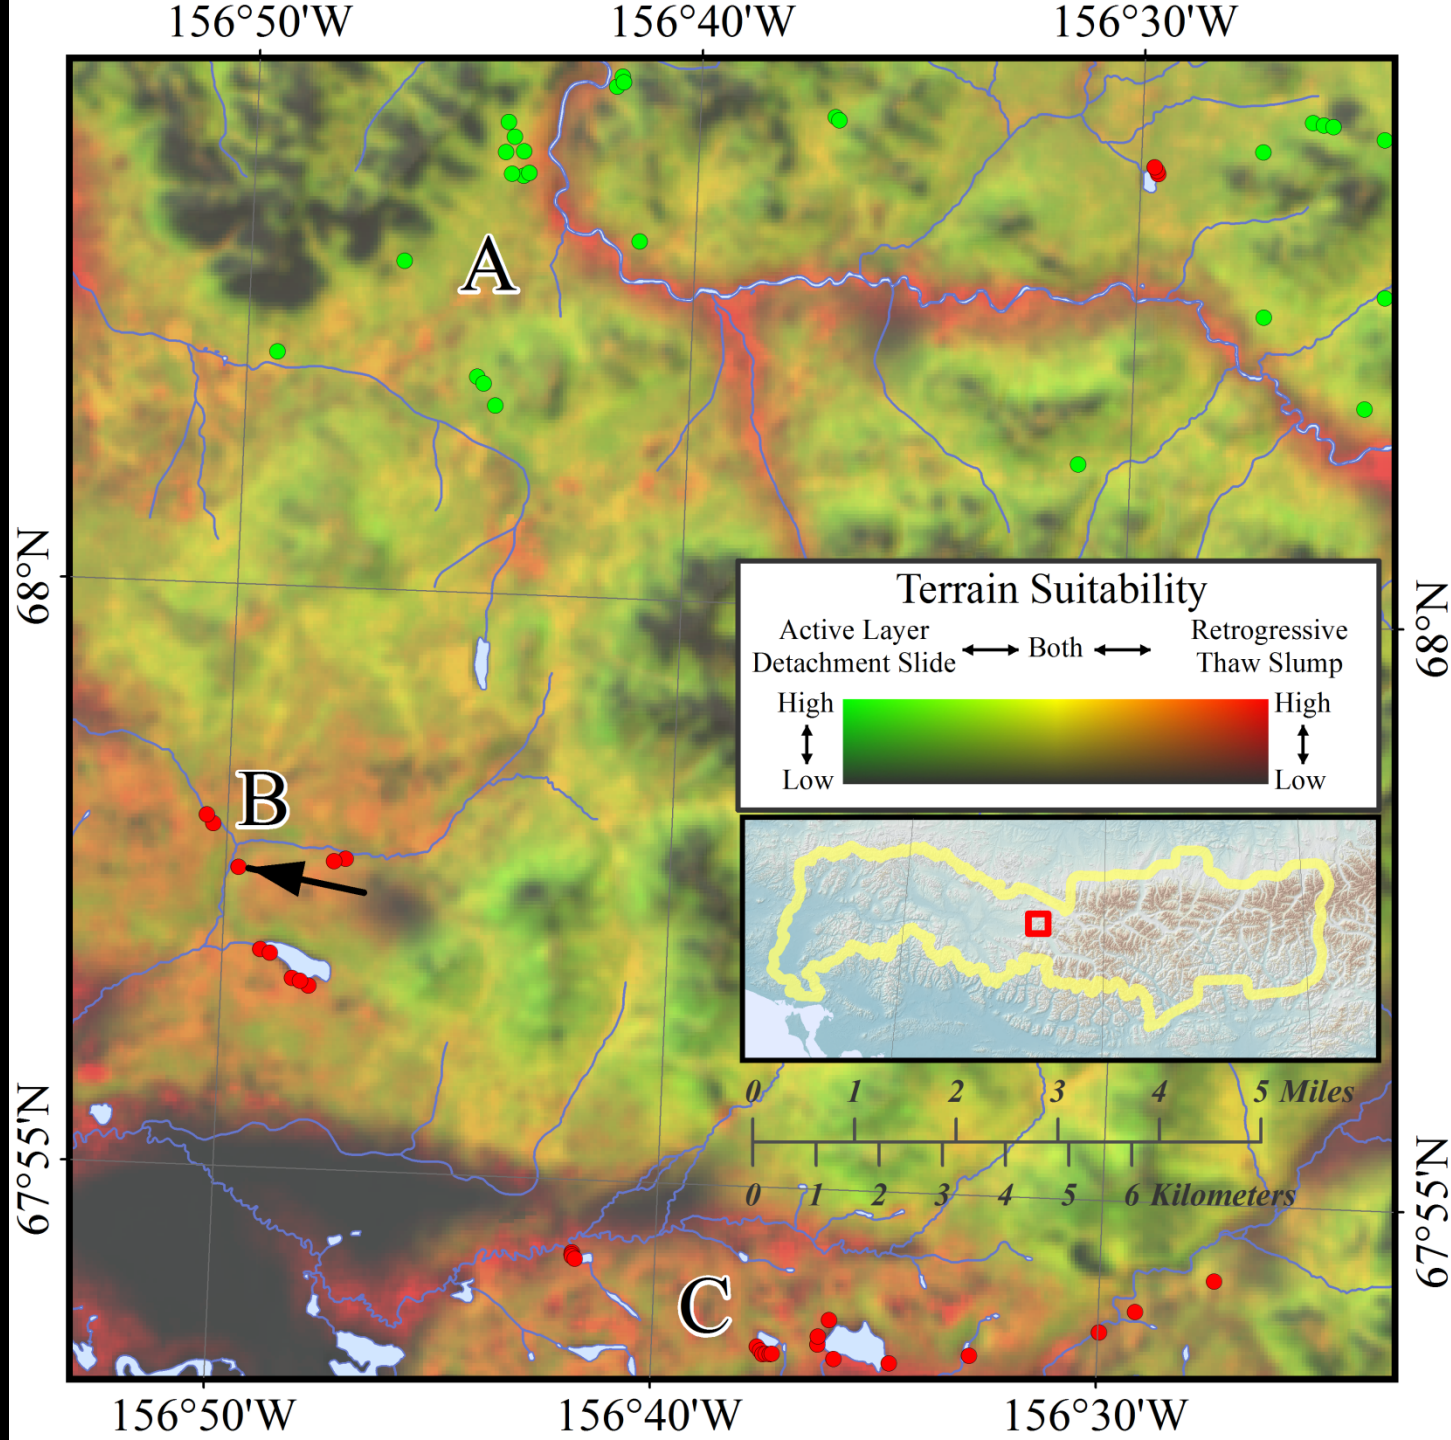 156°50'W 156°40'W 156°30'W
A
68°N
68°N
Terrain Suitability
Active Layer
Detachment Slide
Both
Retrogressive
Thaw Slump
High High
Low Low
B
0 1 2 3 4 5 Miles
0 1 2 3 4 5 6 Kilometers
67°55'N
67°55'N
C
156°50'W 156°40'W 156°30'W